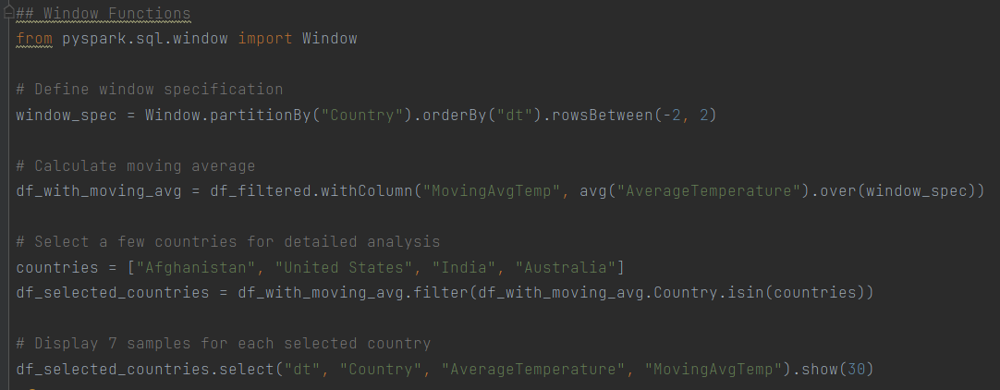 ## Window Functions
from pyspark.sql.window import Window
# Define window specification
window_spec = Window.partitionBy("Country").orderBy("dt").rowsBetween(-2, 2)
# Calculate moving average
df_with_moving_avg = df_filtered.withColumn("MovingAvgTemp", avg("AverageTemperature").over(window_spec))
# Select a few countries for detailed analysis
countries = ["Afghanistan", "United States", "India", "Australia"]
df_selected_countries = df_with_moving_avg.filter(df_with_moving_avg.Country.isin(countries))
# Display 7 samples for each selected country
df_selected_countries.select("dt", "Country", "AverageTemperature", "MovingAvgTemp").show(30)